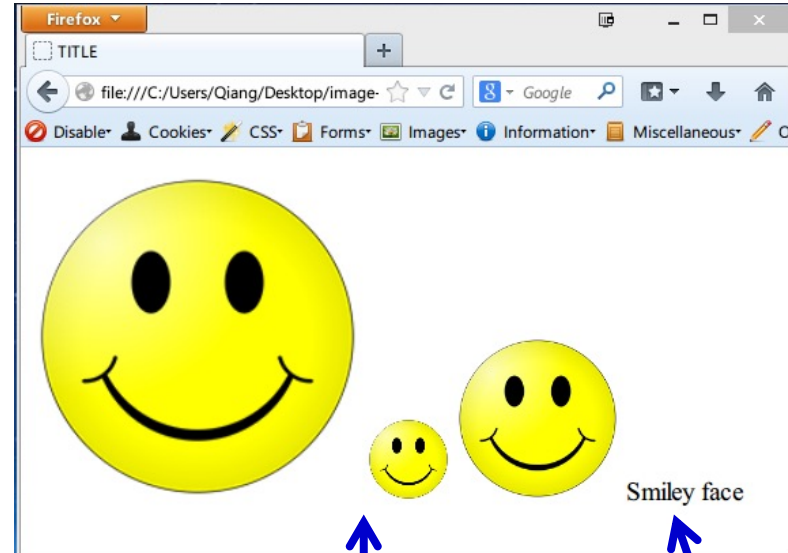 Firefox
TITLE
file:///C:/Users/Qiang/Desktop/image- Google
Disable Cookies CSS Forms Images Information Miscellaneous O
Smiley face